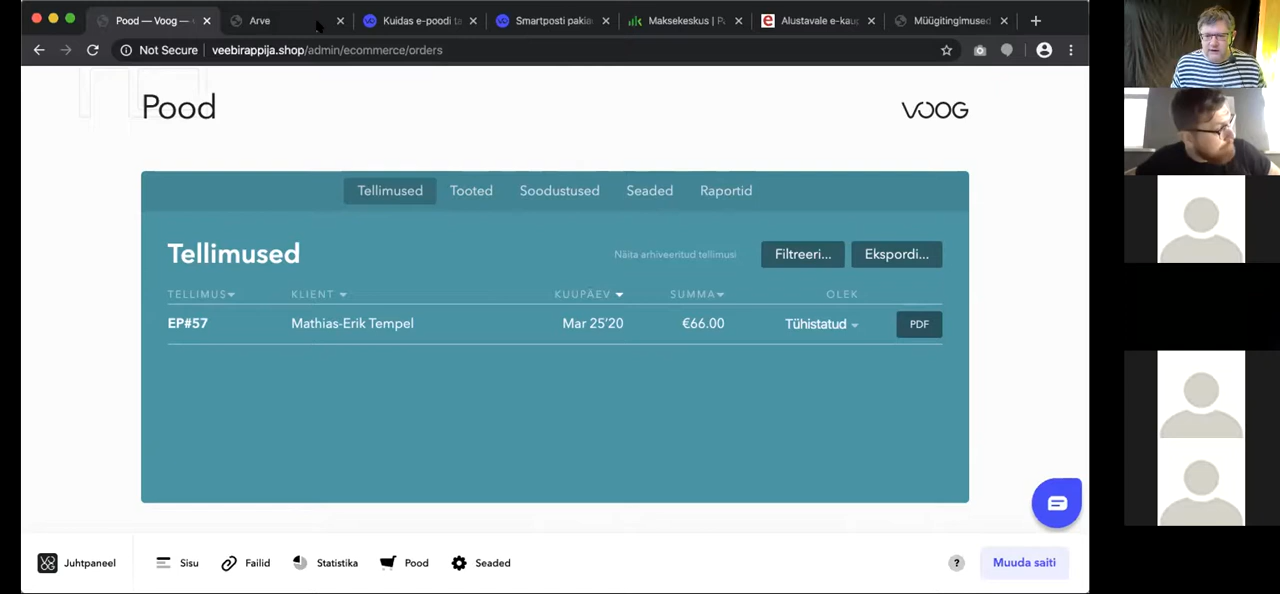 Pood — Voog —
Arve
Kuidas e-poodi ta
Smartposti pakia
Maksekeskus | P
Alustavale e-kaup
Müügitingimused
Not Secure
veebirappija.shop/admin/ecommerce/orders
Pood
VOOG
Tellimused
Tooted
Soodustused
Seaded
Raportid
Tellimused
Näita arhiveeritud tellimusi
Filtreeri...
Ekspordi...
TELLIMUS
KLIENT
KUUPÄEV
SUMMA
OLEK
EP#57
Mathias-Erik Tempel
Mar 25'20
€66.00
Tühistatud
PDF
Juhtpaneel
Sisu
Failid
Statistika
Pood
Seaded
?
Muuda saiti